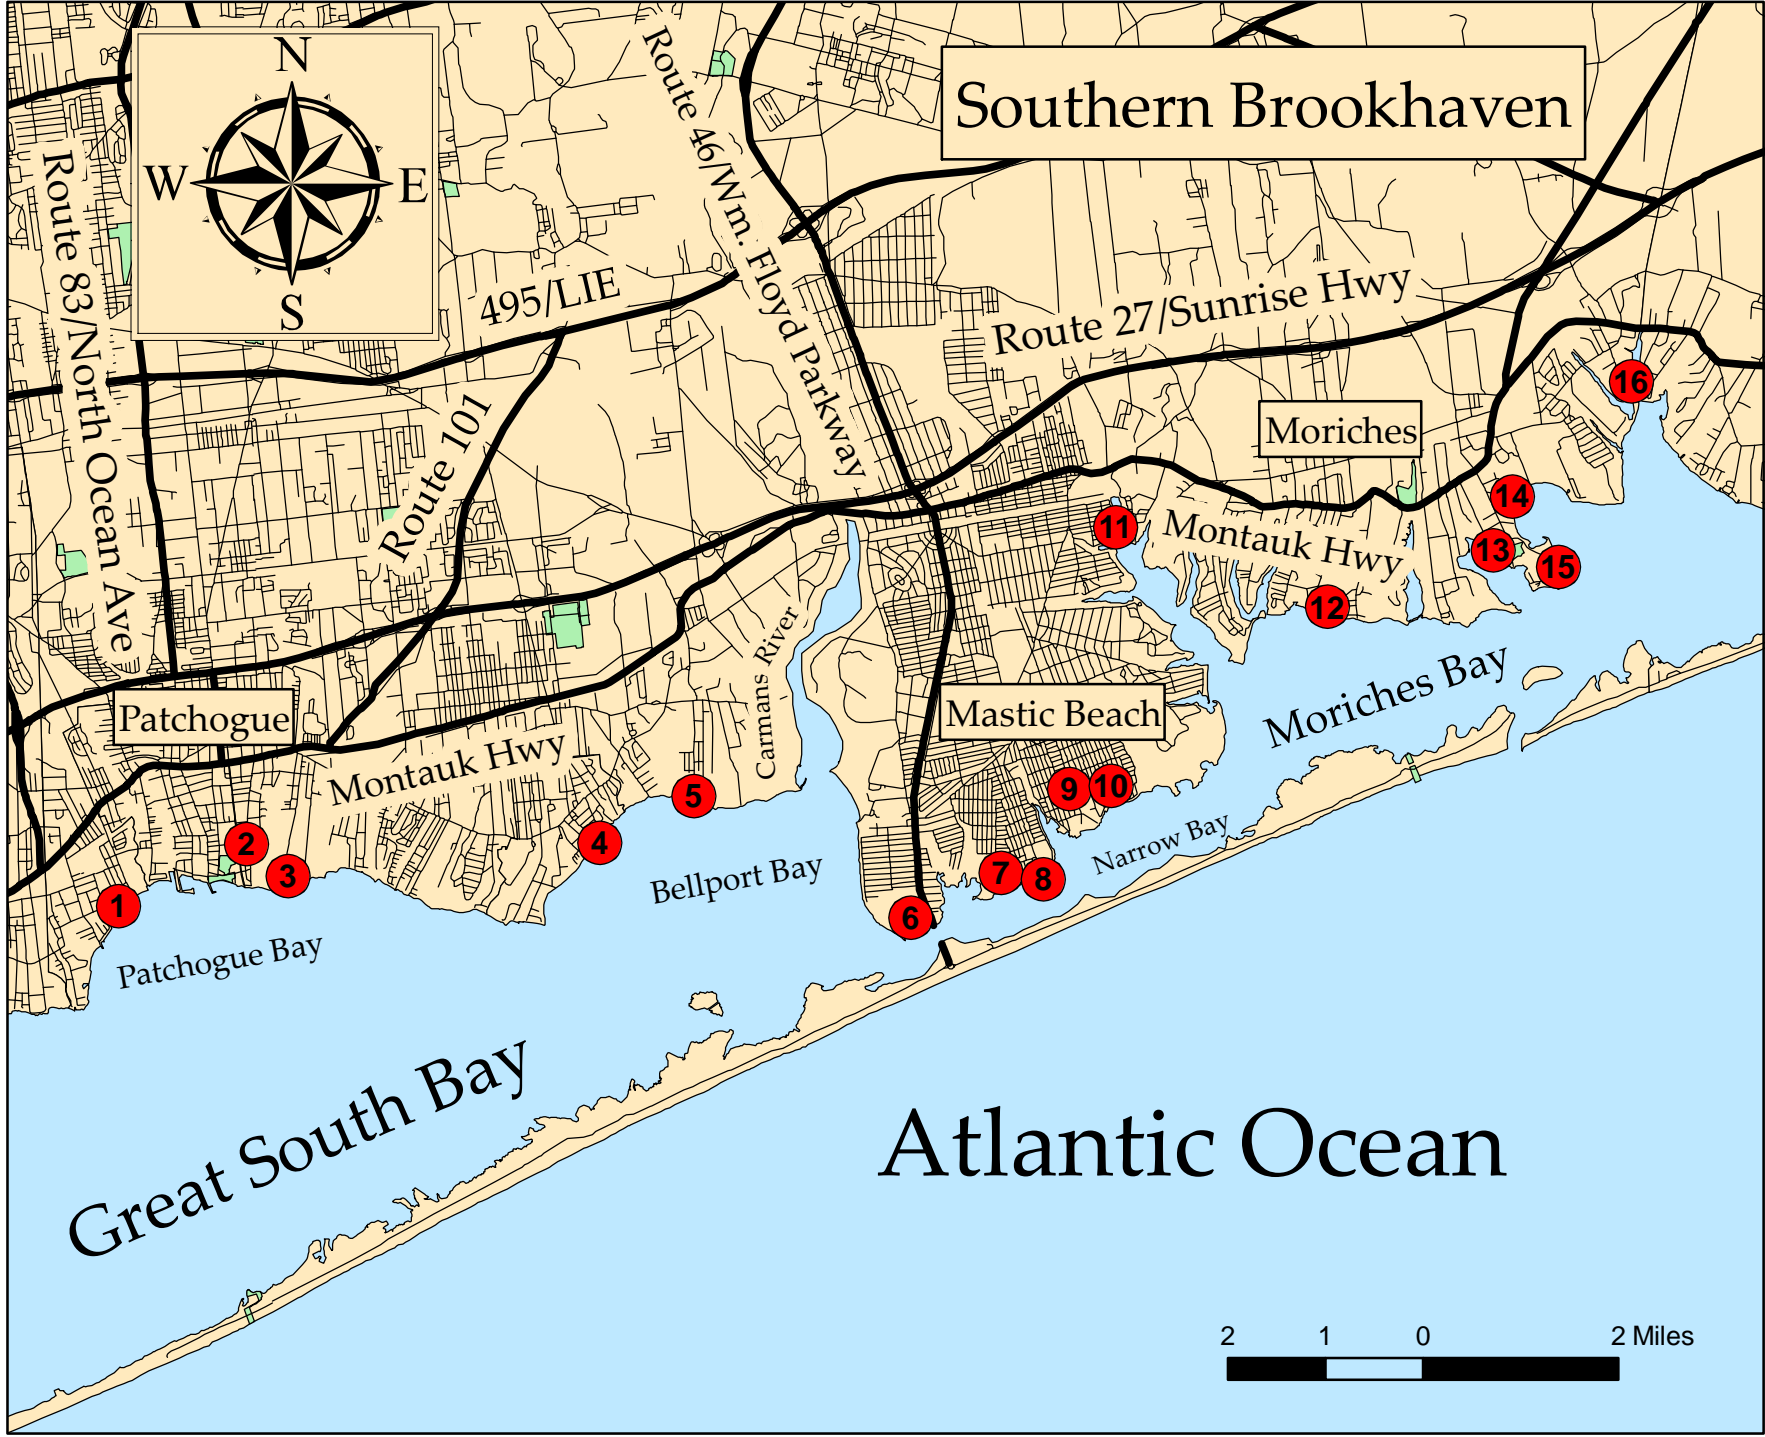 Southern Brookhaven
N
W
E
S
Route 83/North Ocean Ave
495/LIE
Route 101
Route 46/Wm. Floyd Parkway
Route 27/Sunrise Hwy
16
Moriches
14
11
Montauk Hwy
13
15
12
Carmans River
Moriches Bay
Patchogue
Mastic Beach
Montauk Hwy
5
9
10
2
4
3
7
8
Narrow Bay
Bellport Bay
1
6
Patchogue Bay
Great South Bay
Atlantic Ocean
2 1 0 2 Miles